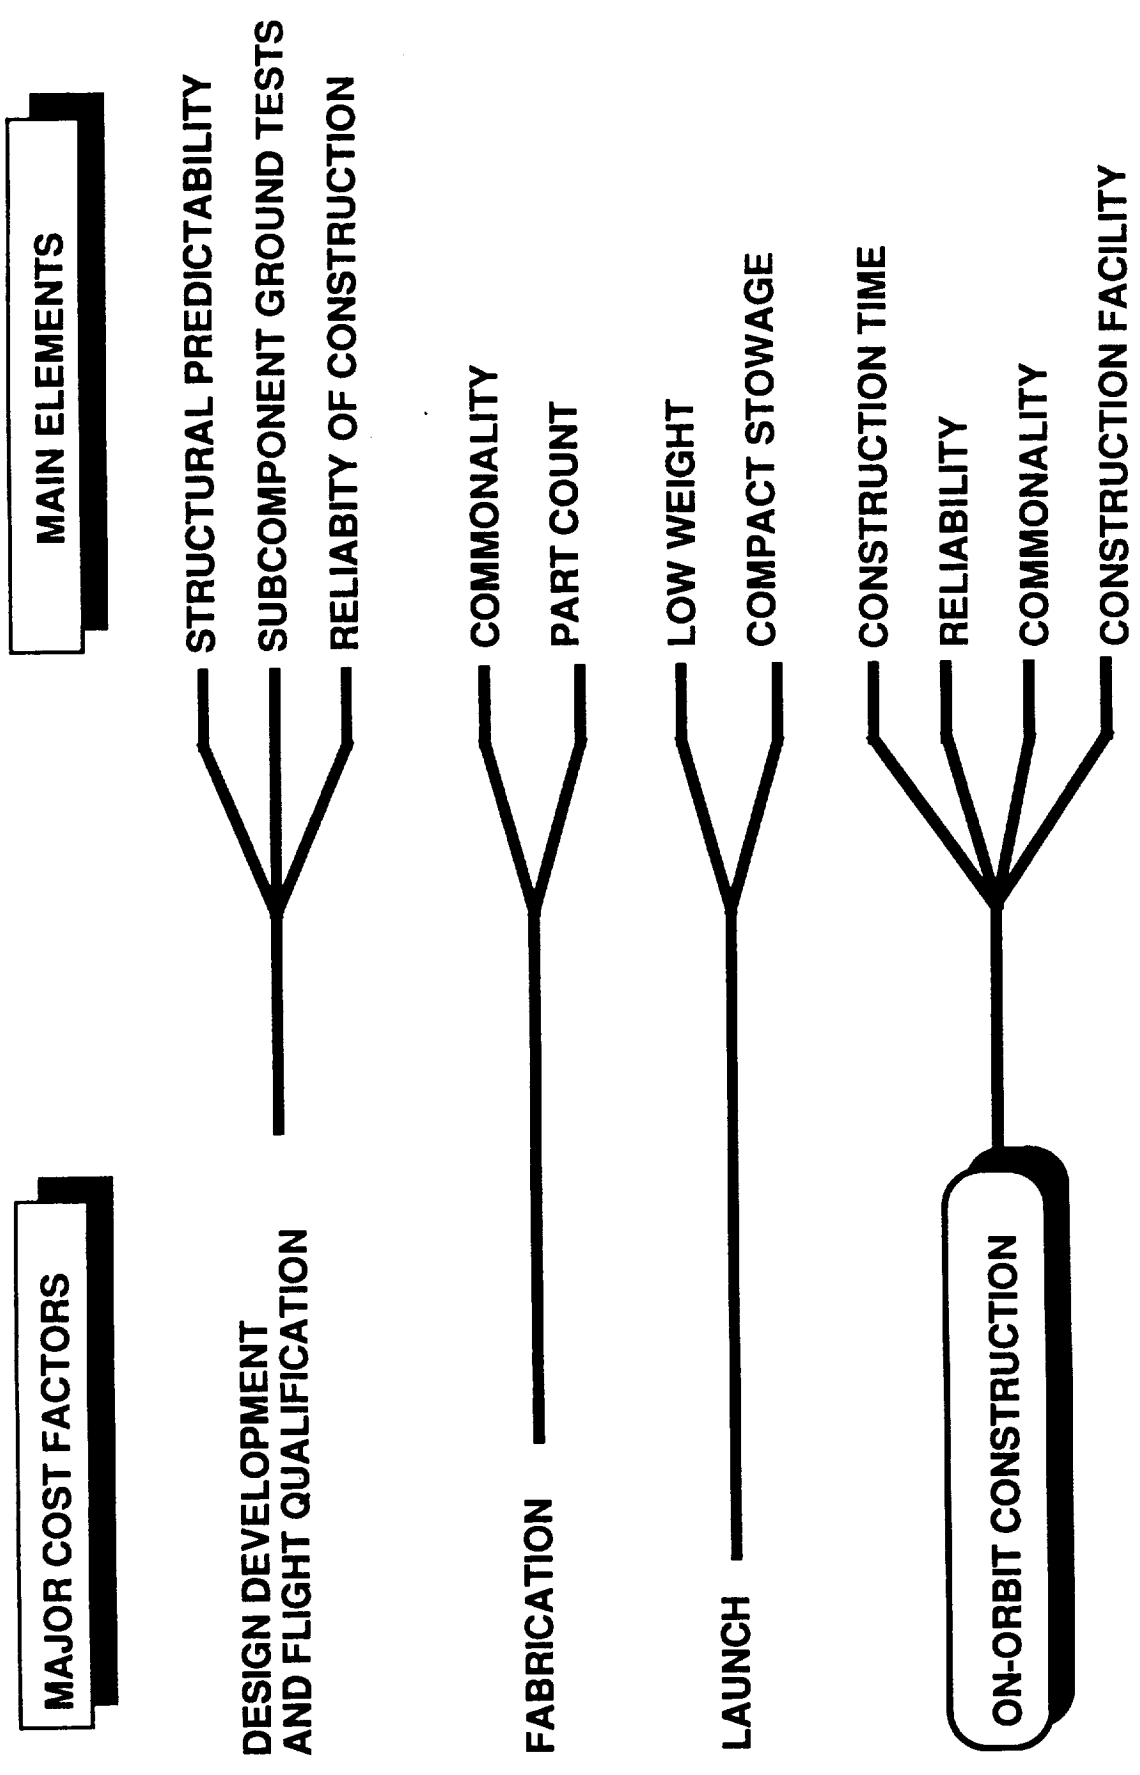 MAJOR COST FACTORS
MAIN ELEMENTS
DESIGN DEVELOPMENT
AND FLIGHT QUALIFICATION
STRUCTURAL PREDICTABILITY
SUBCOMPONENT GROUND TESTS
RELIABITY OF CONSTRUCTION
FABRICATION
COMMONALITY
PART COUNT
LAUNCH
LOW WEIGHT
COMPACT STOWAGE
ON-ORBIT CONSTRUCTION
CONSTRUCTION TIME
RELIABILITY
COMMONALITY
CONSTRUCTION FACILITY